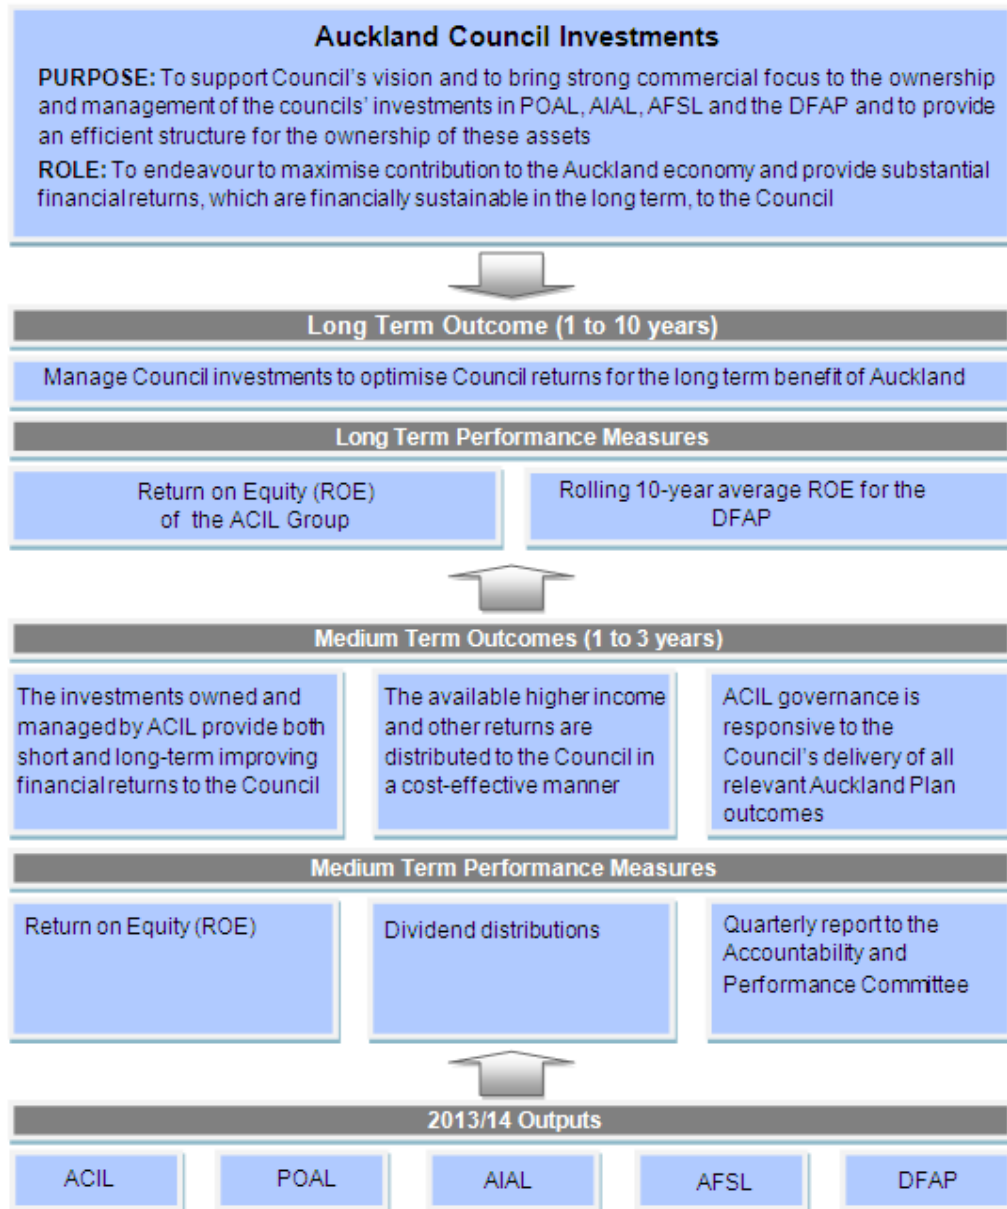 Auckland Council Investments
PURPOSE: To support Council's vision and to bring strong commercial focus to the ownership
and management of the councils' investments in POAL, AIAL, AFSL and the DFAP and to provide
an efficient structure for the ownership of these assets
ROLE: To endeavour to maximise contribution to the Auckland economy and provide substantial
financial returns, which are financially sustainable in the long term, to the Council
Long Term Outcome (1 to 10 years)
Manage Council investments to optimise Council returns for the long term benefit of Auckland
Long Term Performance Measures
Return on Equity (ROE)
of the ACIL Group
Rolling 10-year average ROE for the
DFAP
Medium Term Outcomes (1 to 3 years)
The investments owned and
managed by ACIL provide both
short and long-term improving
financial returns to the Council
The available higher income
and other returns are
distributed to the Council in
a cost-effective manner
ACIL governance is
responsive to the
Council's delivery of all
relevant Auckland Plan
outcomes
Medium Term Performance Measures
Return on Equity (ROE)
Dividend distributions
Quarterly report to the
Accountability and
Performance Committee
2013/14 Outputs
ACIL
POAL
AIAL
AFSL
DFAP